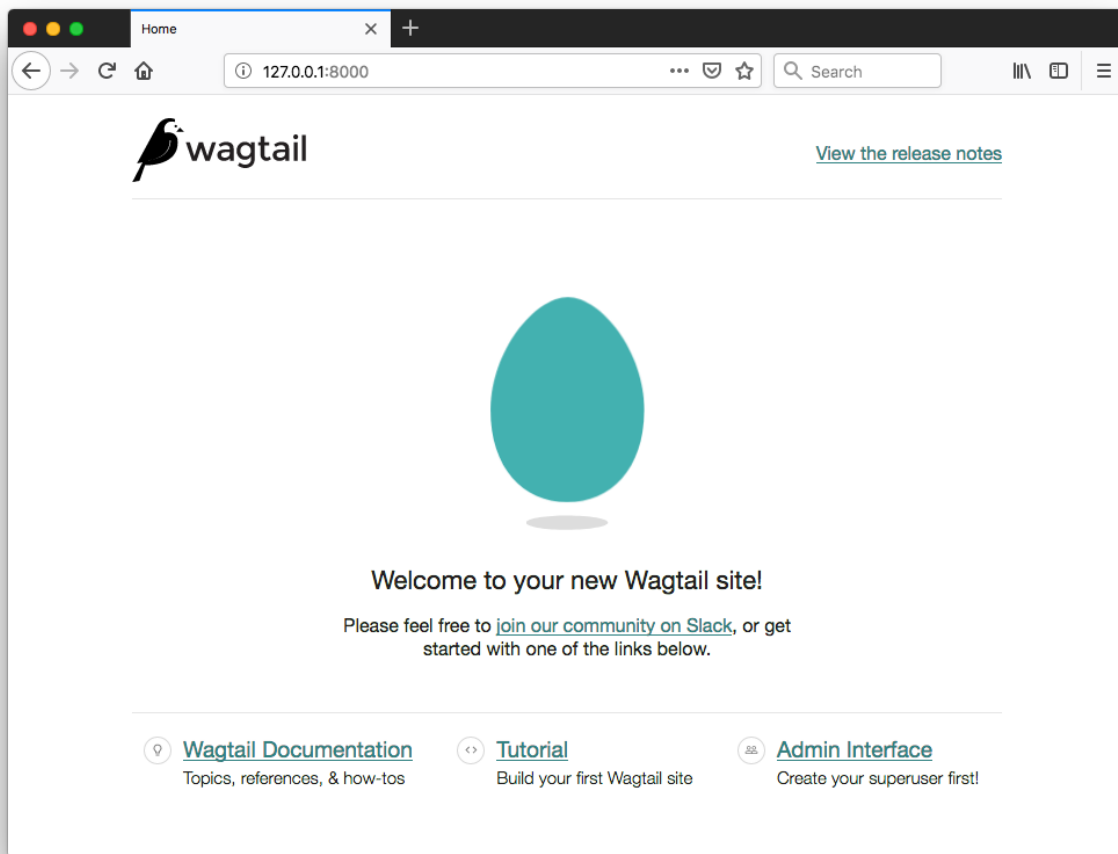 Home
127.0.0.1:8000
Search
wagtail
View the release notes
Welcome to your new Wagtail site!
Please feel free to join our community on Slack, or get
started with one of the links below.
Wagtail Documentation
Topics, references, & how-tos
Tutorial
Build your first Wagtail site
Admin Interface
Create your superuser first!